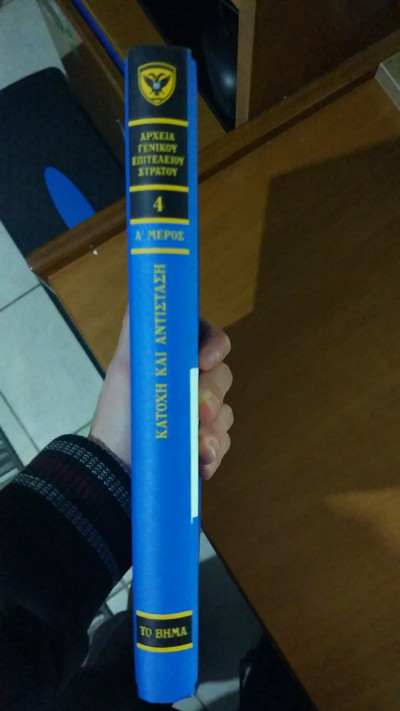 ΑΡΧΕΙΑ
ΓΕΝΙΚΟΥ
ΕΠΙΤΕΛΕΙΟΥ
ΣΤΡΑΤΟΥ
4
Α' ΜΕΡΟΣ
ΚΑΤΟΧΗ ΚΑΙ ΑΝΤΙΣΤΑΣΗ
ΤΟ ΒΗΜΑ